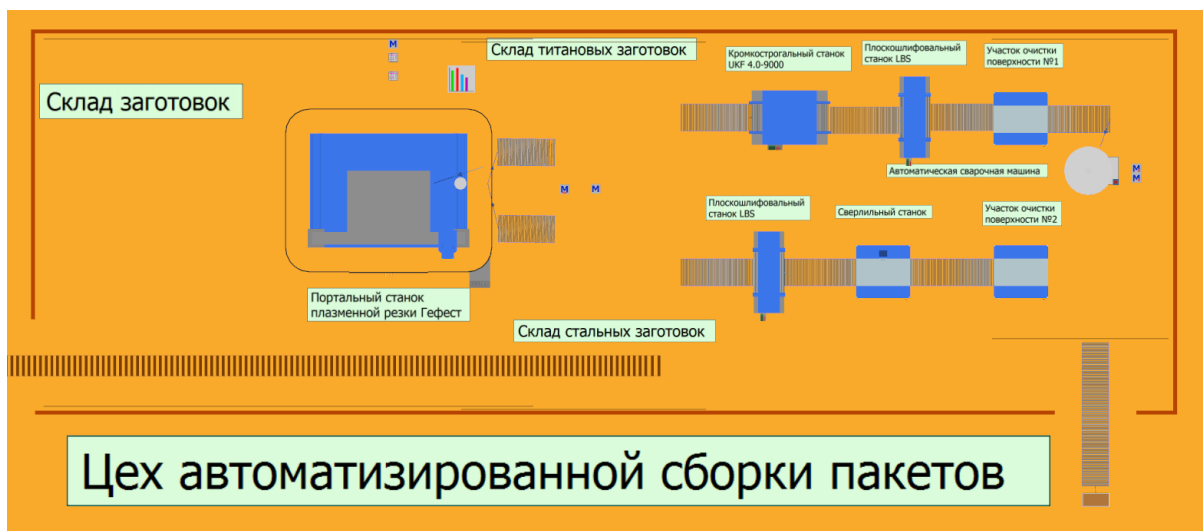 М
Склад титановых заготовок
Кромкострогальный станок
UKF 4.0-9000
Плоскошлифовальный
станок LBS
Участок очистки
поверхности №1
Склад заготовок
Автоматическая сварочная машина
М
М
М
М
Плоскошлифовальный
станок LBS
Сверлильный станок
Участок очистки
поверхности №2
Портальный станок
плазменной резки Гефест
Склад стальных заготовок
Цех автоматизированной сборки пакетов